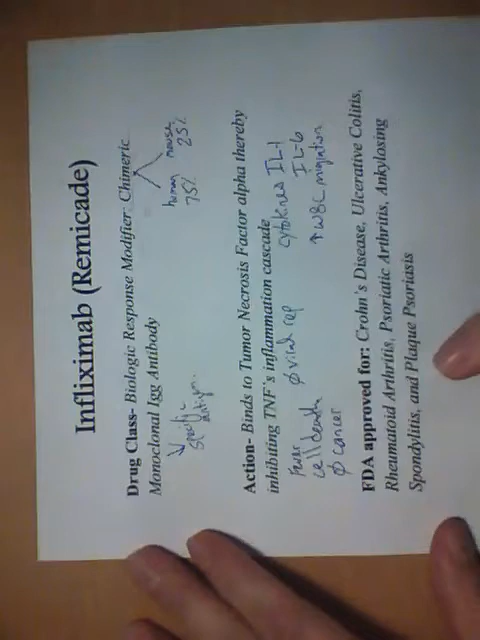 Infliximab (Remicade)
Drug Class- Biologic Response Modifier: Chimeric
human 75% mouse 25%
Monoclonal Igg Antibody
specific antigen.
Action- Binds to Tumor Necrosis Factor alpha thereby
inhibiting TNF's inflammation cascade
cytokines IL-1
IL-6
Fever ∅ viral rep
↑ WBC migration
cell death
∅ cancer
FDA approved for: Crohn's Disease, Ulcerative Colitis,
Rheumatoid Arthritis, Psoriatic Arthritis, Ankylosing
Spondylitis, and Plaque Psoriasis